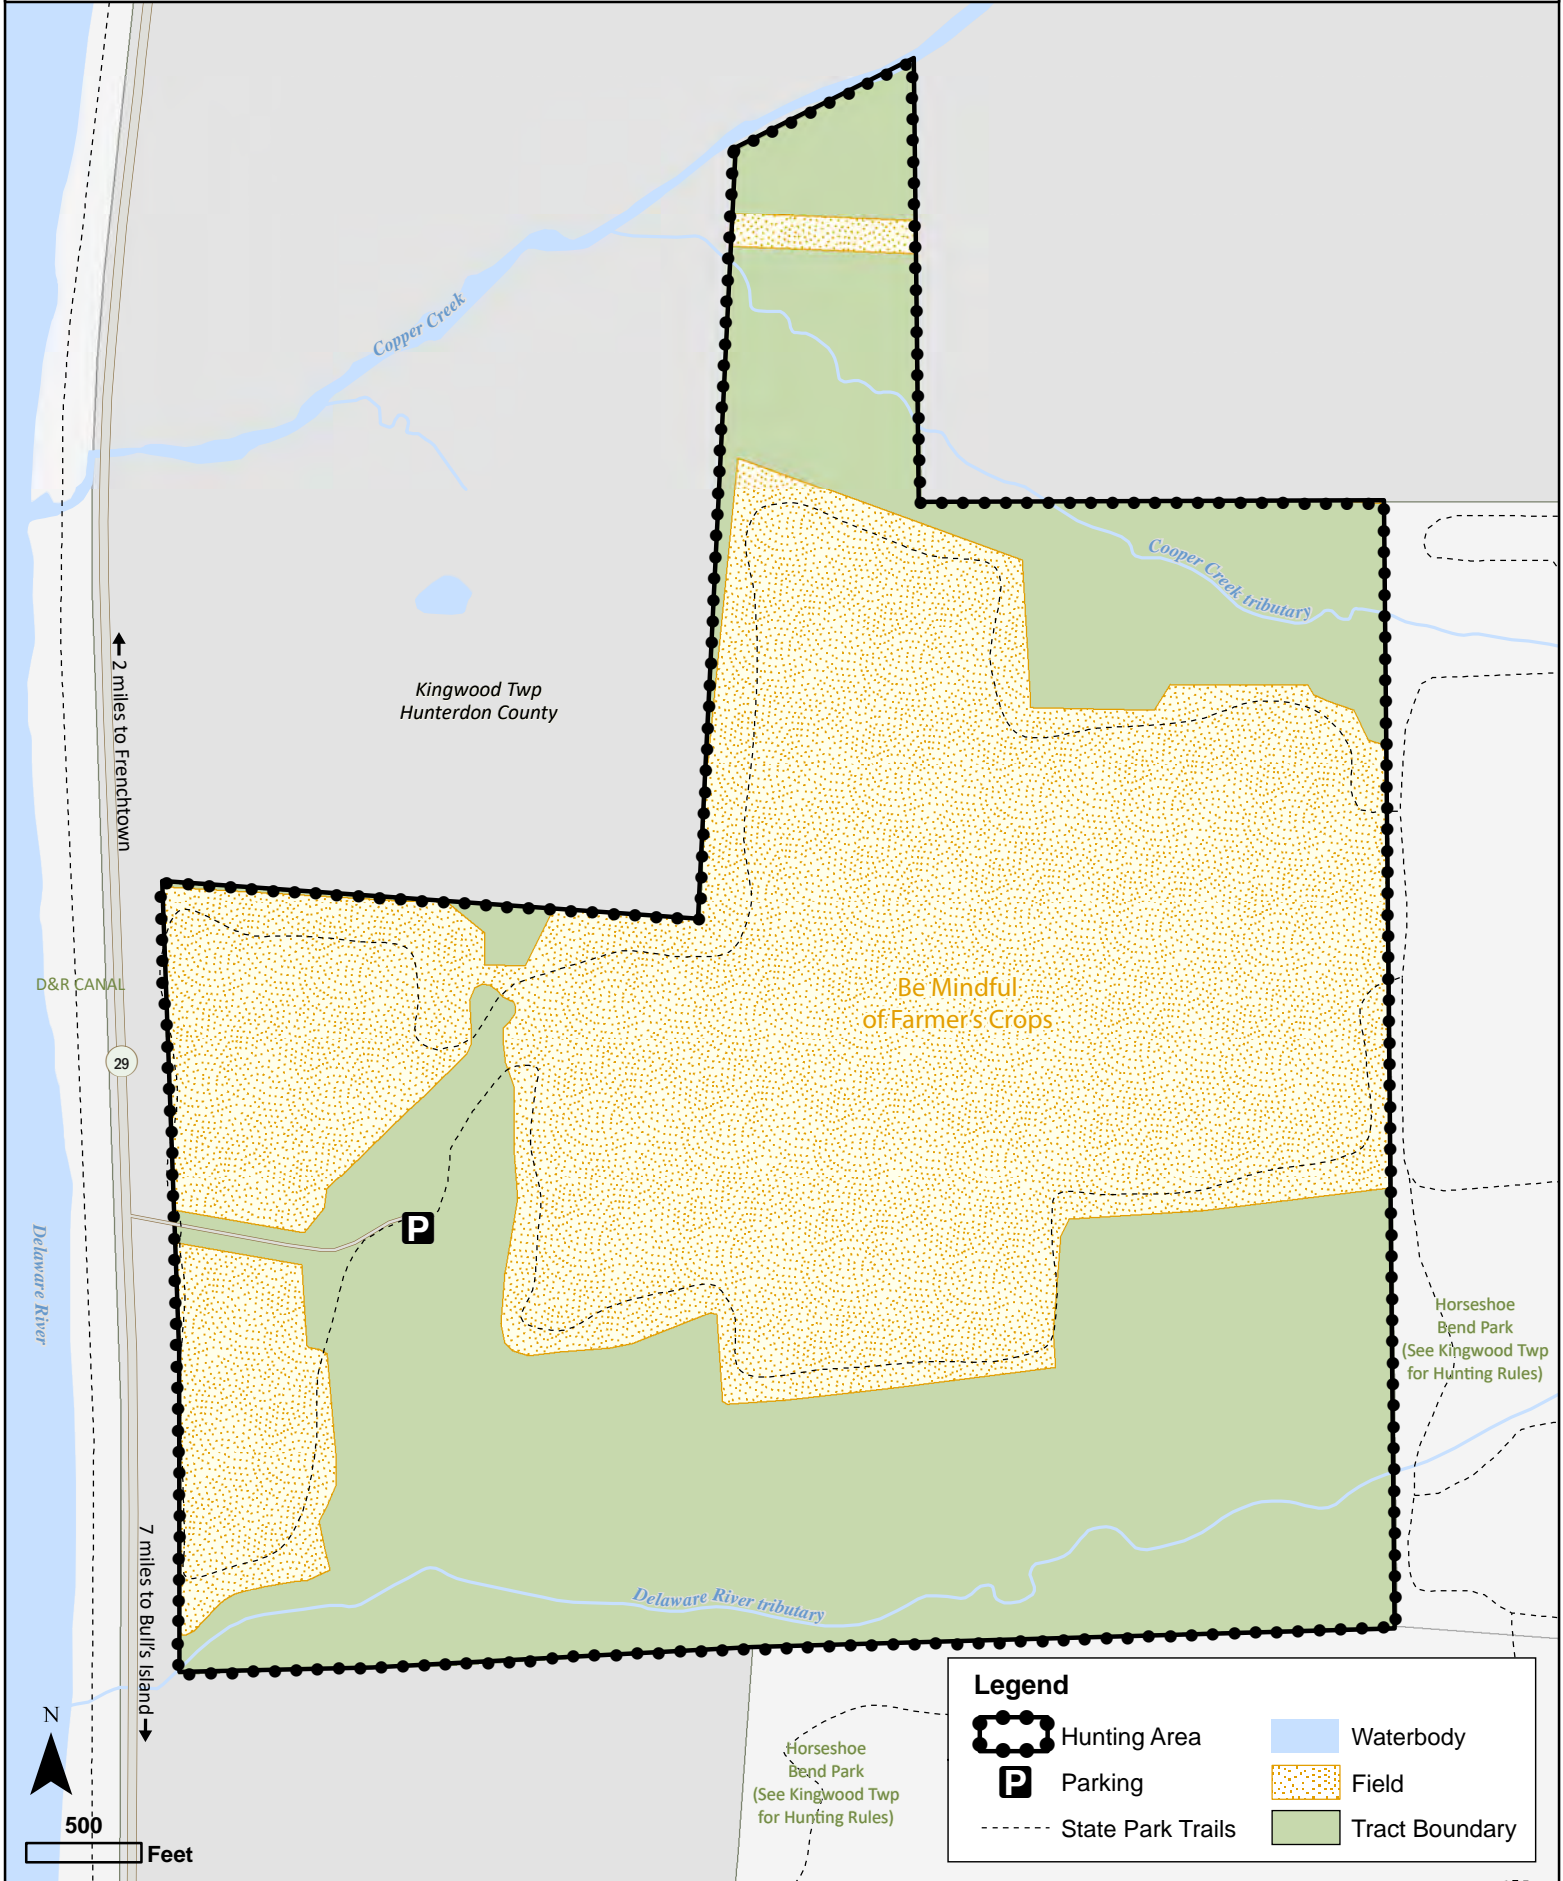 Copper Creek
Cooper Creek tributary
2 miles to Frenchtown
Kingwood Twp
Hunterdon County
D&R CANAL
Be Mindful
of Farmer's Crops
29
P
Delaware River
Horseshoe
Bend Park
(See Kingwood Twp
for Hunting Rules)
7 miles to Bull's Island
Delaware River tributary
N
500
Feet
Horseshoe
Bend Park
(See Kingwood Twp
for Hunting Rules)
Legend
Hunting Area
Waterbody
P
Parking
Field
State Park Trails
Tract Boundary